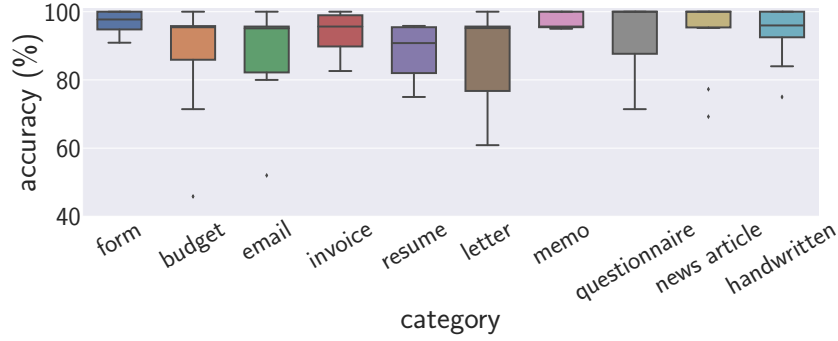 accuracy (%)
100
80
60
40
form
budget
email
invoice
resume
letter
memo
questionnaire
news article
handwritten
category